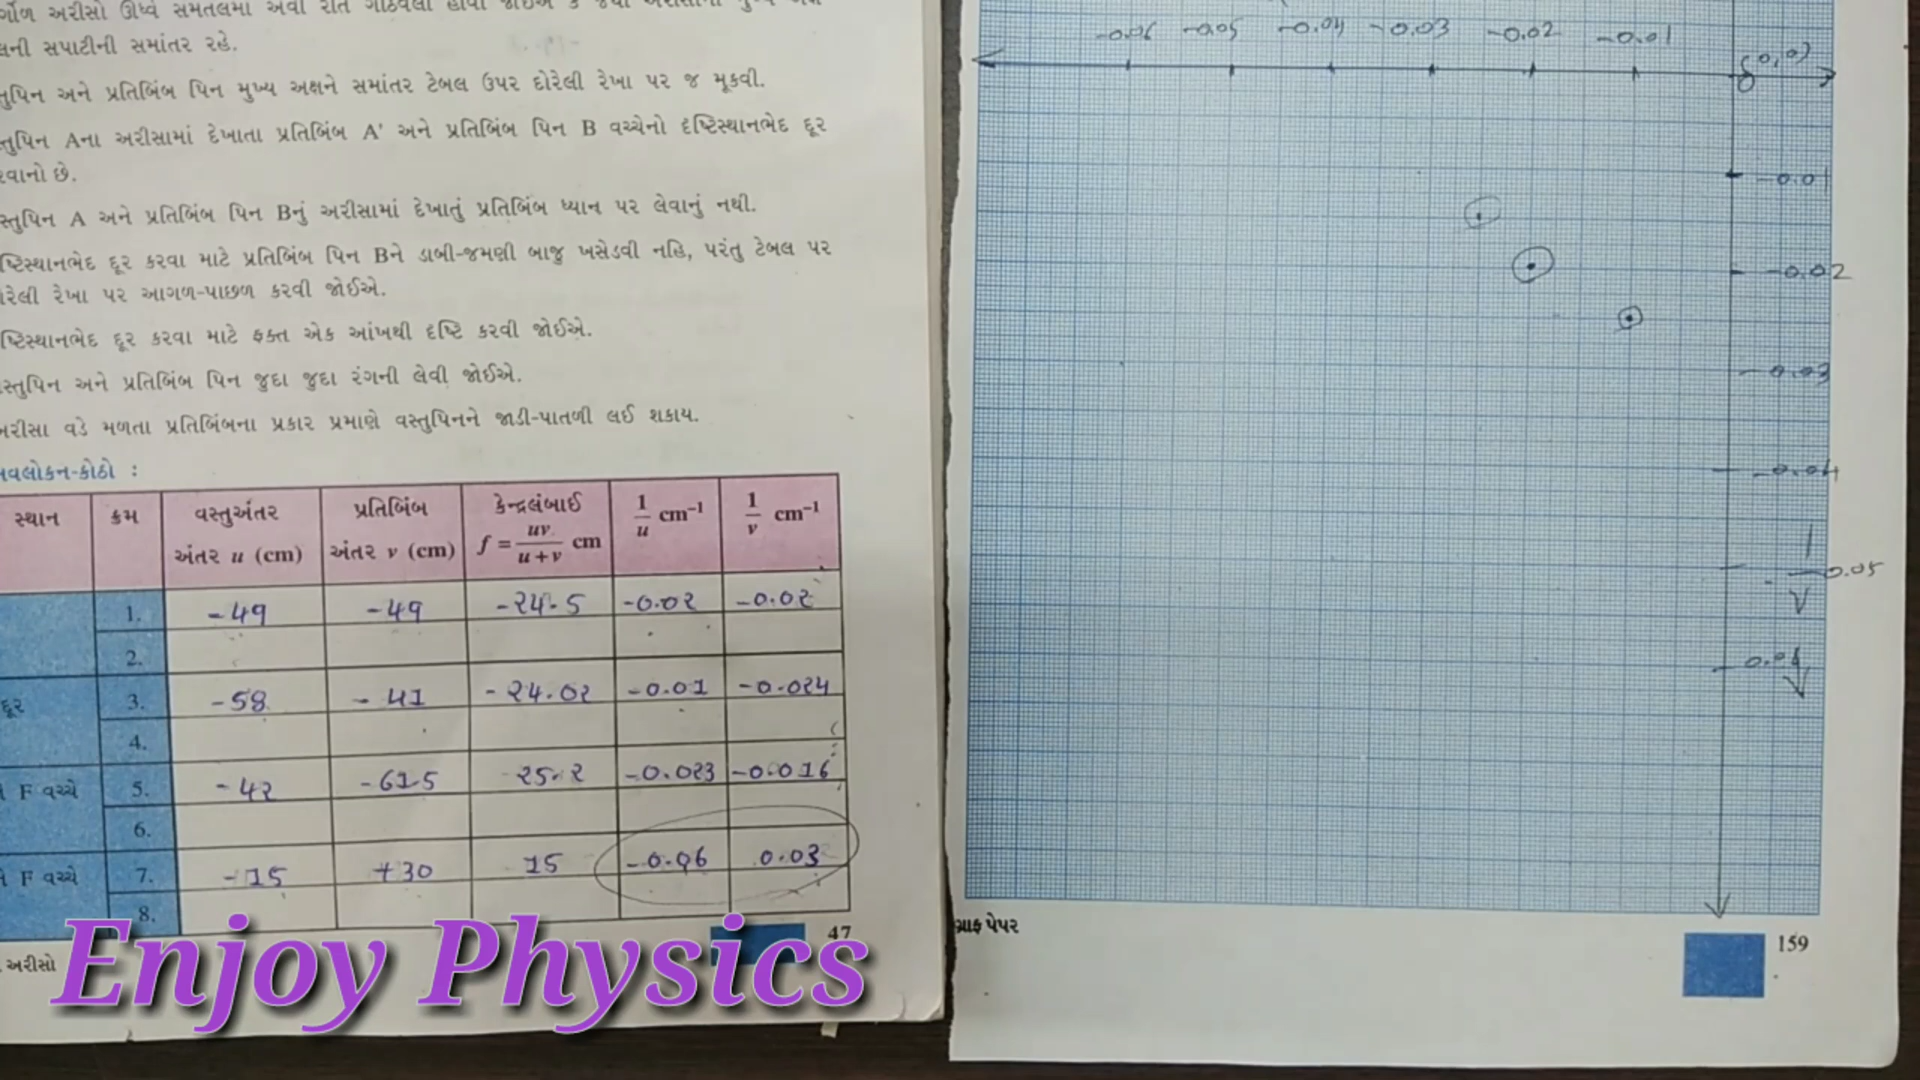 સમતલમાં એવી રીતે
સપાટીની સમાંતર રહે.
અને પ્રતિબિંબ પિન મુખ્ય અક્ષને સમાંતર ટેબલ ઉપર દોરેલી રેખા પર જ મૂકવી.
Aના અરીસામાં દેખાતા પ્રતિબિંબ A' અને પ્રતિબિંબ પિન B વચ્ચેનો દૃષ્ટિસ્થાનભેદ દૂર
છે.
A અને પ્રતિબિંબ પિન Bનું અરીસામાં દેખાતું પ્રતિબિંબ ધ્યાન પર લેવાનું નથી.
દૂર કરવા માટે પ્રતિબિંબ પિન Bને ડાબી-જમણી બાજુ ખસેડવી નહિ, પરંતુ ટેબલ પર
રેખા પર આગળ-પાછળ કરવી જોઈએ.
દૂર કરવા માટે ફક્ત એક આંખથી દૃષ્ટિ કરવી જોઈએ.
અને પ્રતિબિંબ પિન જુદા જુદા રંગની લેવી જોઈએ.
વડે મળતા પ્રતિબિંબના પ્રકાર પ્રમાણે વસ્તુપિનને જાડી-પાતળી લઈ શકાય.
વલોકન-કોઠો :
સ્થાન ક્રમ વસ્તુઅંતર u (cm) પ્રતિબિંબ અંતર v (cm) કેન્દ્રલંબાઈ f = uv/u+v cm 1/u cm⁻¹ 1/v cm⁻¹
1. -49 -49 -24.5 -0.02 -0.02
2.
દૂર 3. -58 -41 -24.02 -0.01 -0.024
4.
F વચ્ચે 5. -42 -61.5 25.2 -0.023 -0.016
6.
F વચ્ચે 7. -15 +30 15 -0.06 0.03
8.
47
અરીસો
Enjoy Physics
-0.06 -0.05 -0.04 -0.03 -0.02 -0.01
(0,0)
-0.01
-0.02
-0.03
-0.04
-0.05
1
V
ગ્રાફ પેપર
159